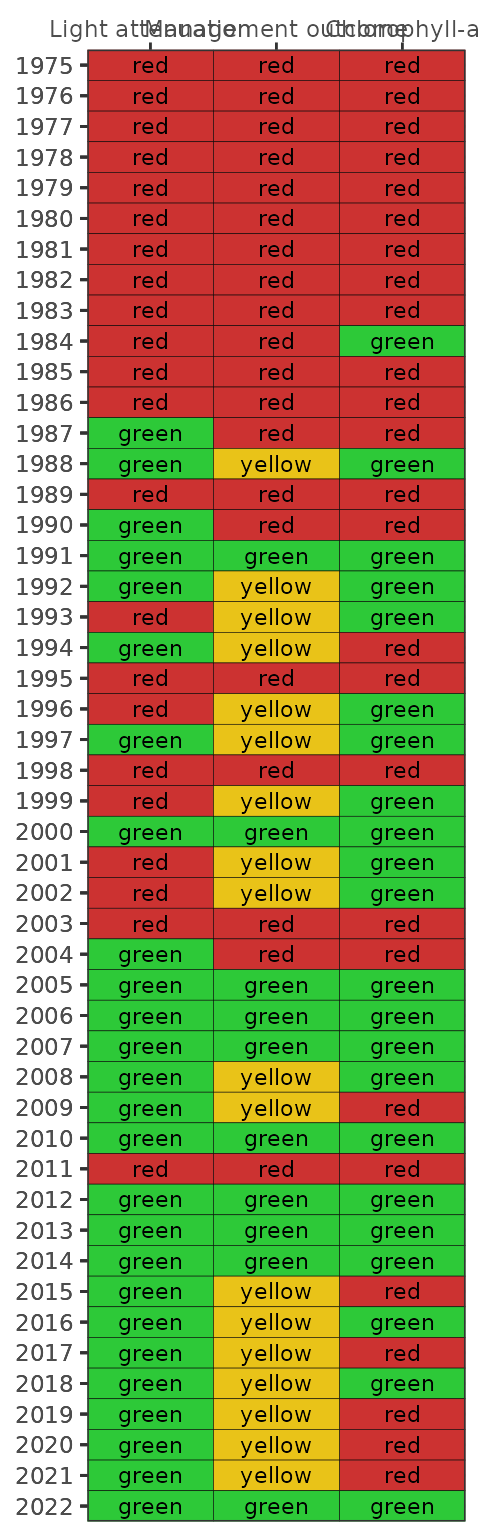 Light attenuation Management outcome Chlorophyll-a
1975 red red red
1976 red red red
1977 red red red
1978 red red red
1979 red red red
1980 red red red
1981 red red red
1982 red red red
1983 red red red
1984 red red green
1985 red red red
1986 red red red
1987 green red red
1988 green yellow green
1989 red red red
1990 green red red
1991 green green green
1992 green yellow green
1993 red yellow green
1994 green yellow red
1995 red red red
1996 red yellow green
1997 green yellow green
1998 red red red
1999 red yellow green
2000 green green green
2001 red yellow green
2002 red yellow green
2003 red red red
2004 green red red
2005 green green green
2006 green green green
2007 green green green
2008 green yellow green
2009 green yellow red
2010 green green green
2011 red red red
2012 green green green
2013 green green green
2014 green green green
2015 green yellow red
2016 green yellow green
2017 green yellow red
2018 green yellow green
2019 green yellow red
2020 green yellow red
2021 green yellow red
2022 green green green